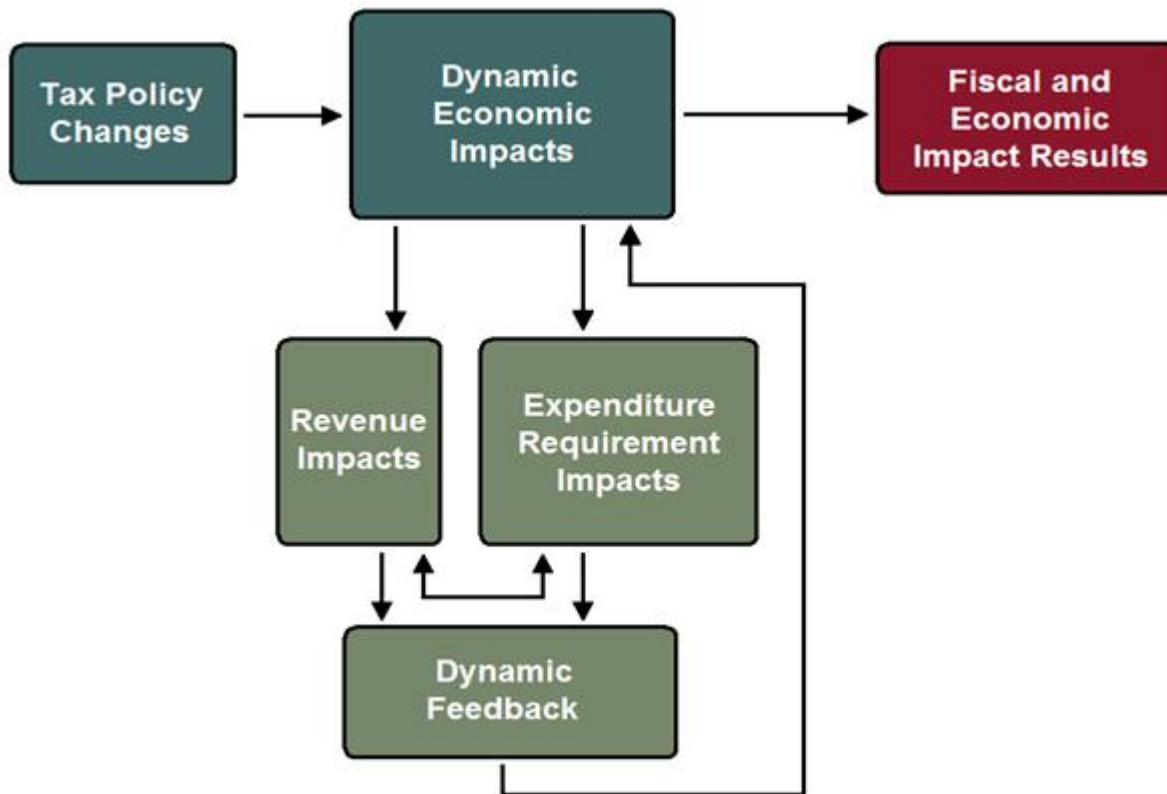 Tax Policy
Changes
Dynamic
Economic
Impacts
Fiscal and
Economic
Impact Results
Revenue
Impacts
Expenditure
Requirement
Impacts
Dynamic
Feedback